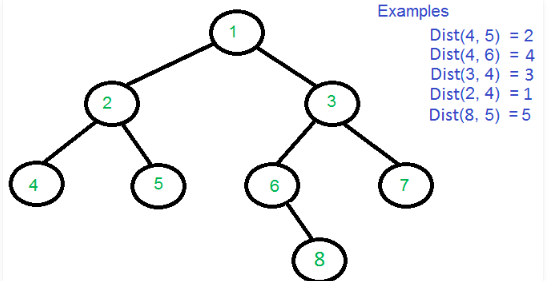 Examples
Dist(4, 5) = 2
Dist(4, 6) = 4
Dist(3, 4) = 3
Dist(2, 4) = 1
Dist(8, 5) = 5
1
2
3
4
5
6
7
8